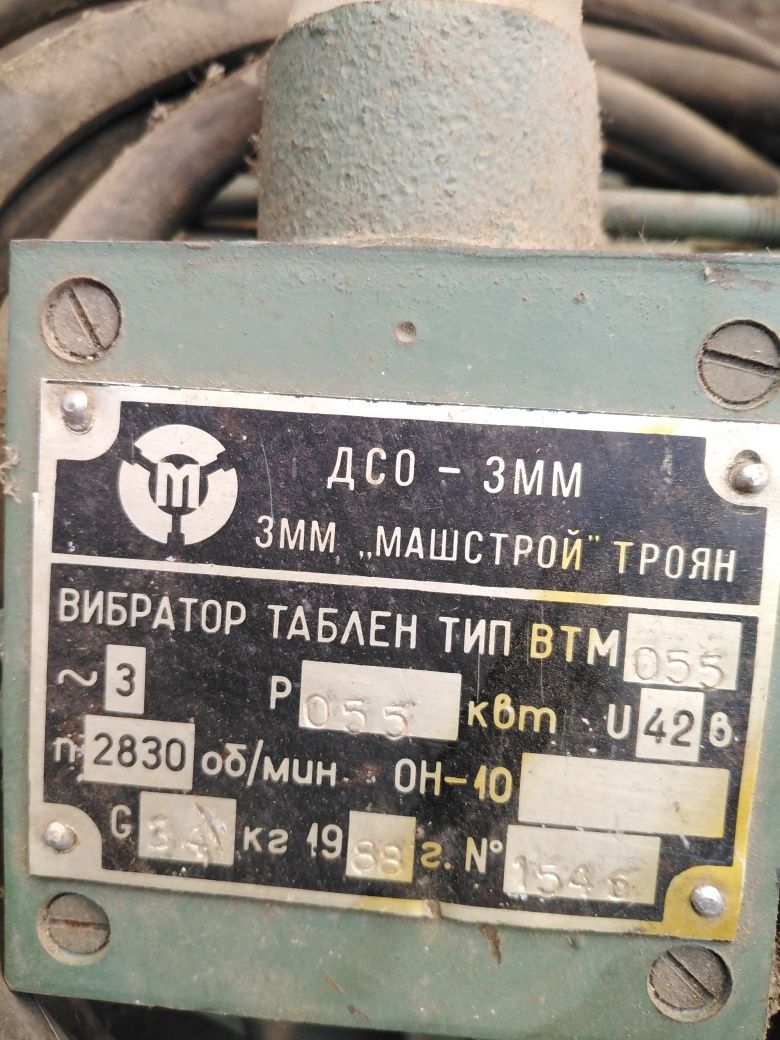 М
ДСО - ЗММ
ЗММ „МАШСТРОЙ" ТРОЯН
ВИБРАТОР ТАБЛЕН ТИП ВТМ 055
~ 3 P 055 квт U 42 в
n 2830 об/мин. ОН-10
G кг 1988 г. №